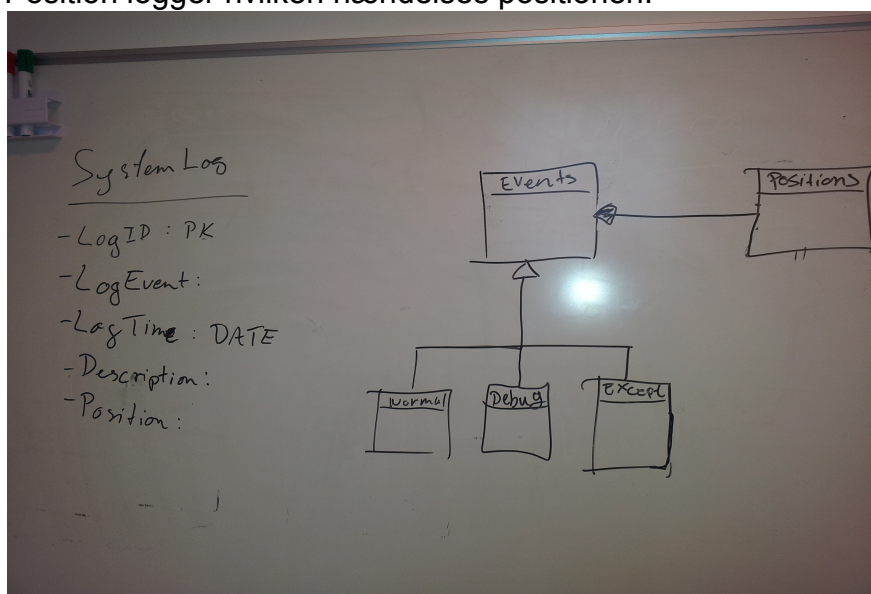 Position logger hvilken hændelses positionen.
SystemLog
- LogID : PK
- LogEvent :
- LogTime : DATE
- Description :
- Position :
Events
Positions
Normal
Debug
Except